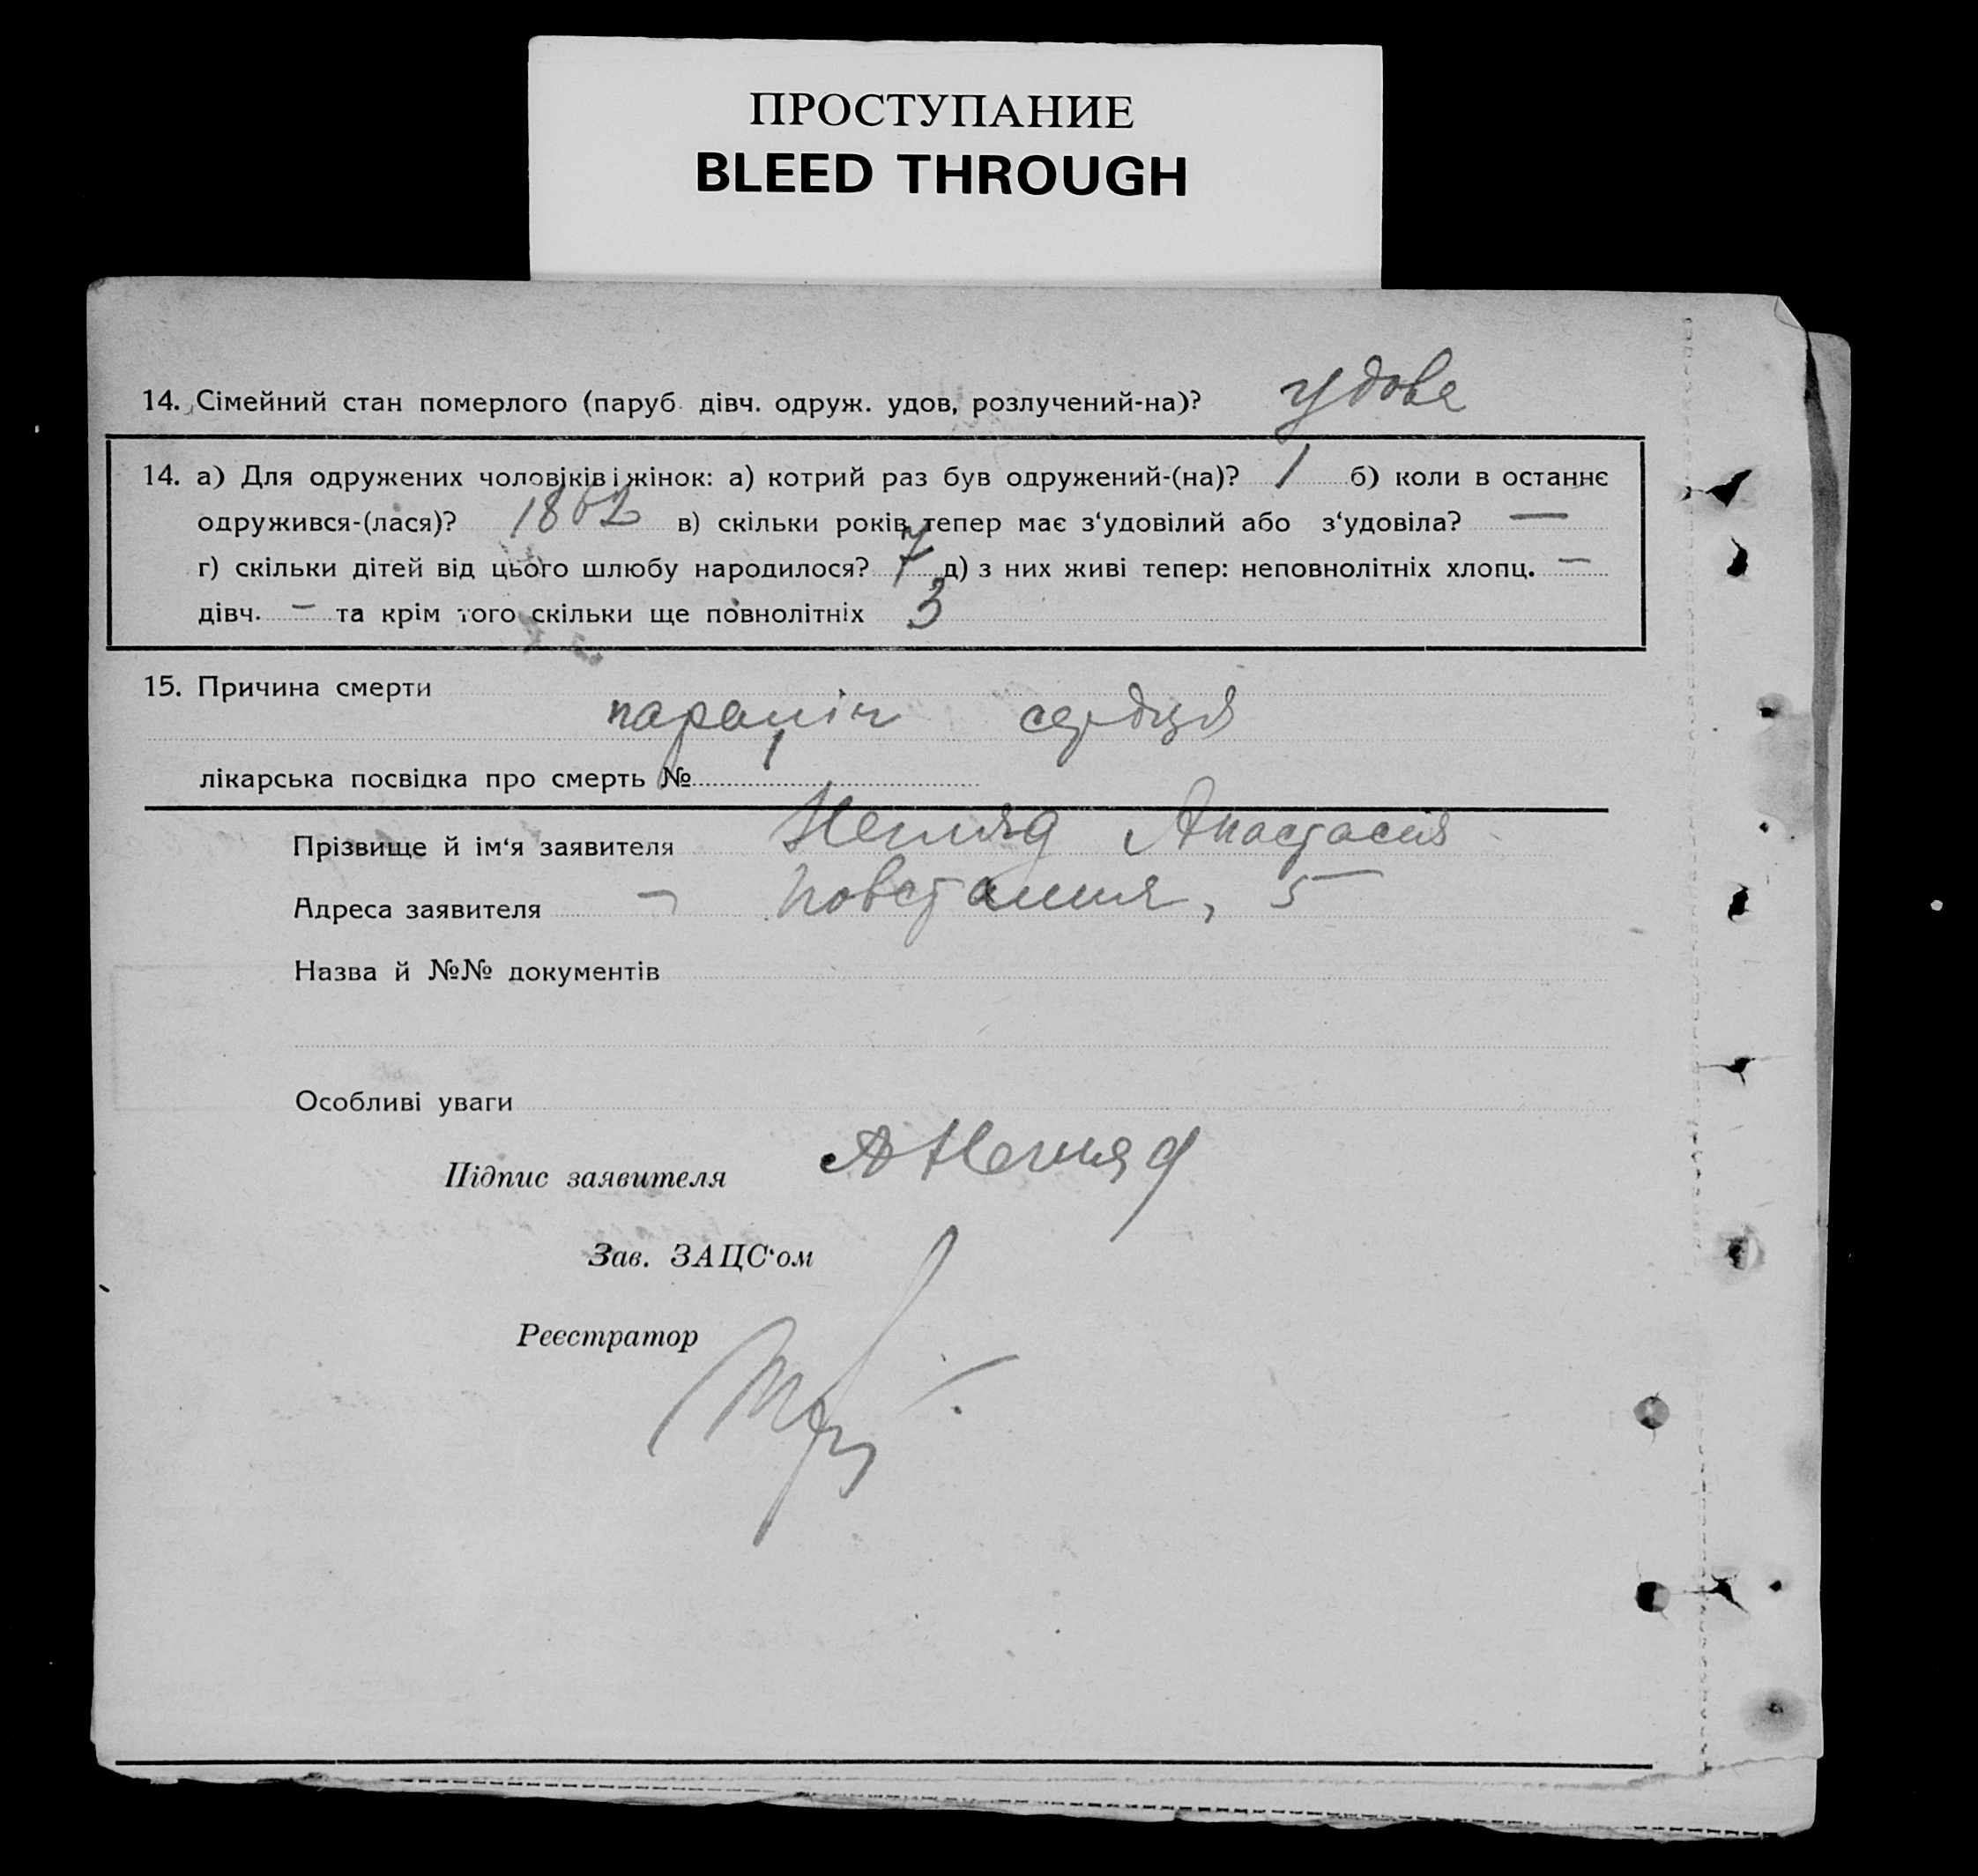 ПРОСТУПАНИЕ
BLEED THROUGH
14. Сімейний стан померлого (паруб. дівч. одруж. удов, розлучений-на)? удова
14. а) Для одружених чоловіків і жінок: а) котрий раз був одружений-(на)? 1 б) коли в останнє
одружився-(лася)? 1862 в) скільки років тепер має з‘удовілий або з‘удовіла? —
г) скільки дітей від цього шлюбу народилося? 7 д) з них живі тепер: неповнолітніх хлопц. —
дівч. — та крім того скільки ще повнолітніх 3
15. Причина смерти
параліч сердця
лікарська посвідка про смерть №
Прізвище й ім‘я заявителя Анастасія
Адреса заявителя Повстання, 5
Назва й №№ документів
Особливі уваги
Підпис заявителя
Зав. ЗАЦС‘ом
Реєстратор